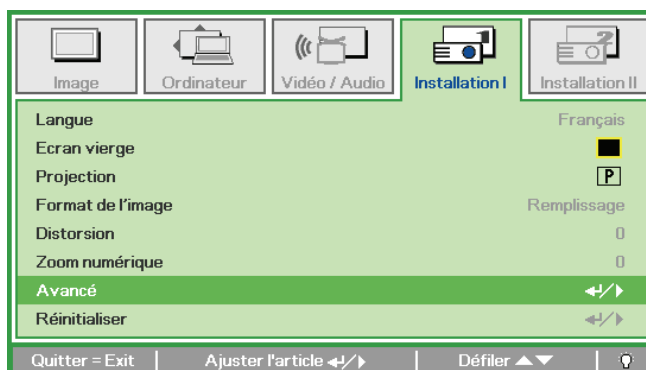 Image
Ordinateur
Vidéo / Audio
Installation I
Installation II
Langue Français
Ecran vierge
Projection P
Format de l'image Remplissage
Distorsion 0
Zoom numérique 0
Avancé
Réinitialiser
Quitter = Exit Ajuster l'article Défiler